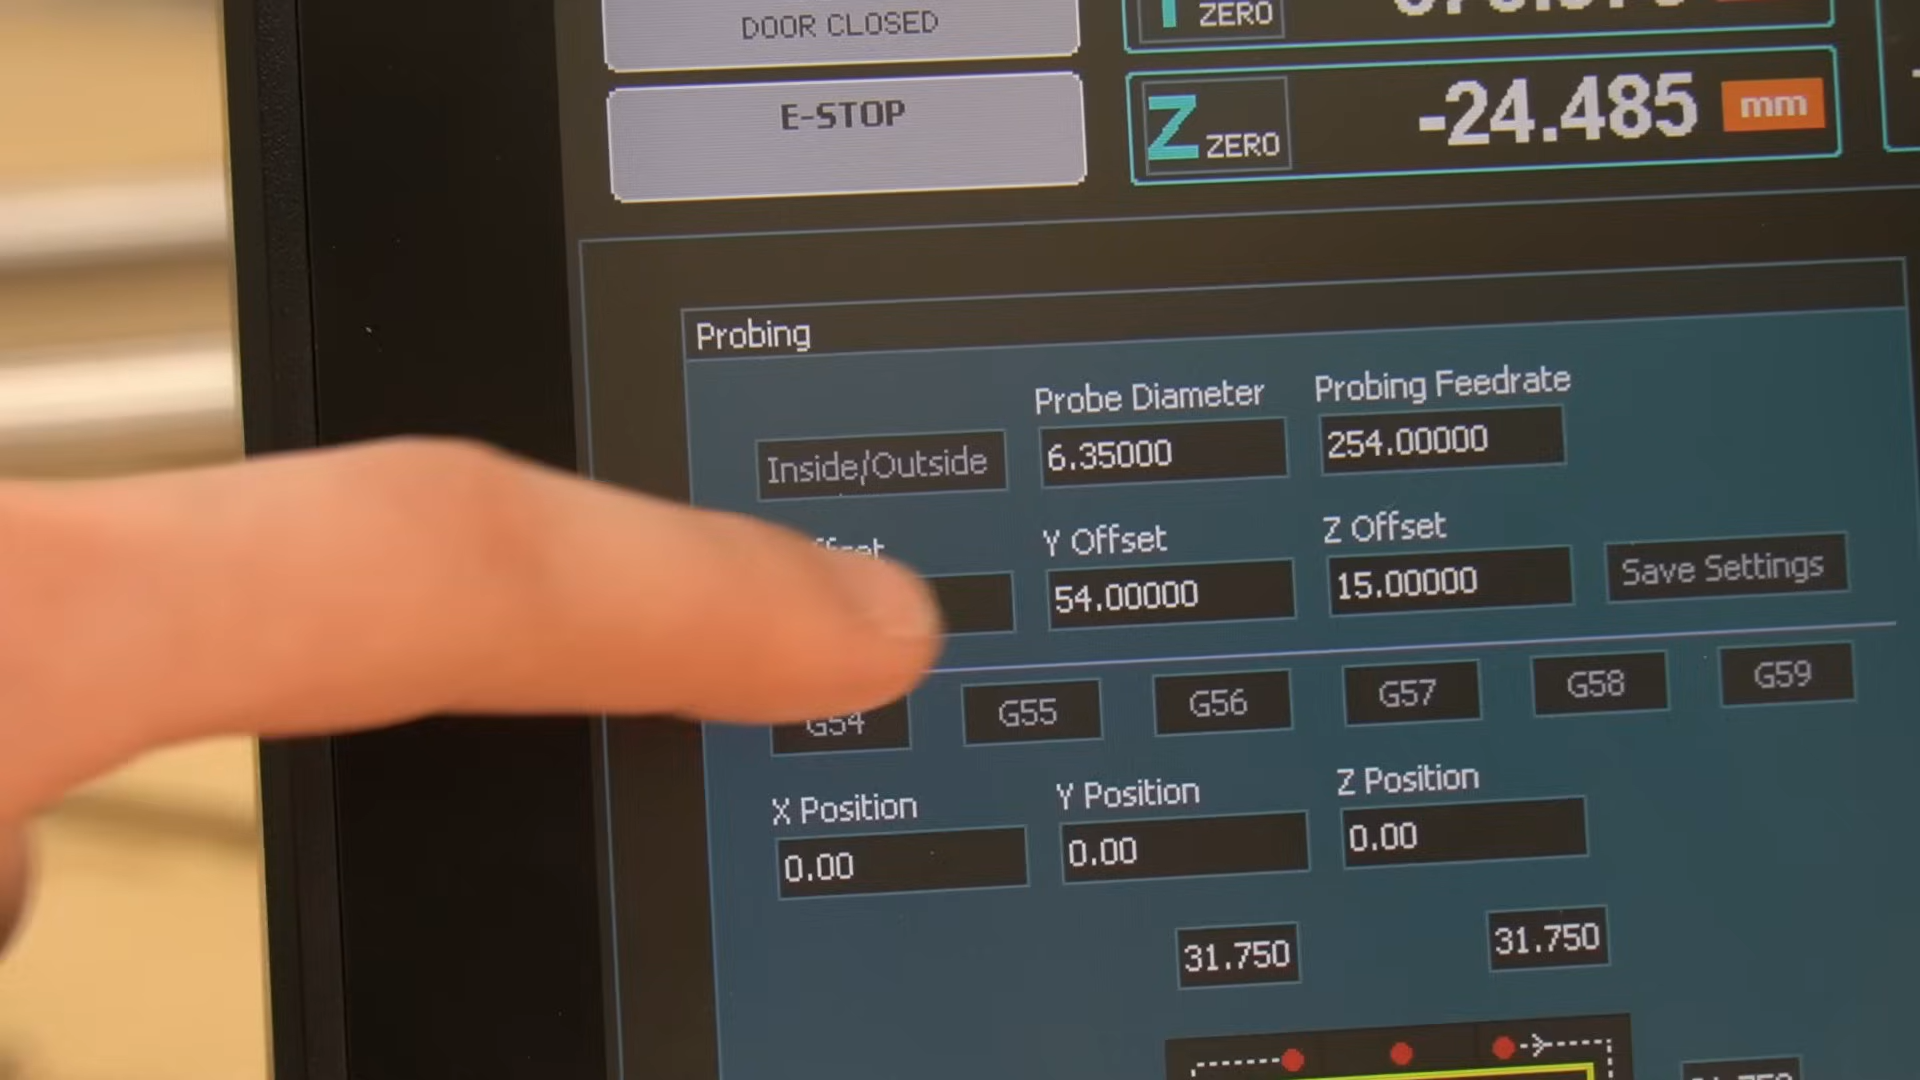 DOOR CLOSED
ZERO
E-STOP
Z ZERO -24.485 mm
Probing
Probe Diameter Probing Feedrate
Inside/Outside 6.35000 254.00000
Y Offset Z Offset
54.00000 15.00000 Save Settings
G54 G55 G56 G57 G58 G59
X Position Y Position Z Position
0.00 0.00 0.00
31.750 31.750